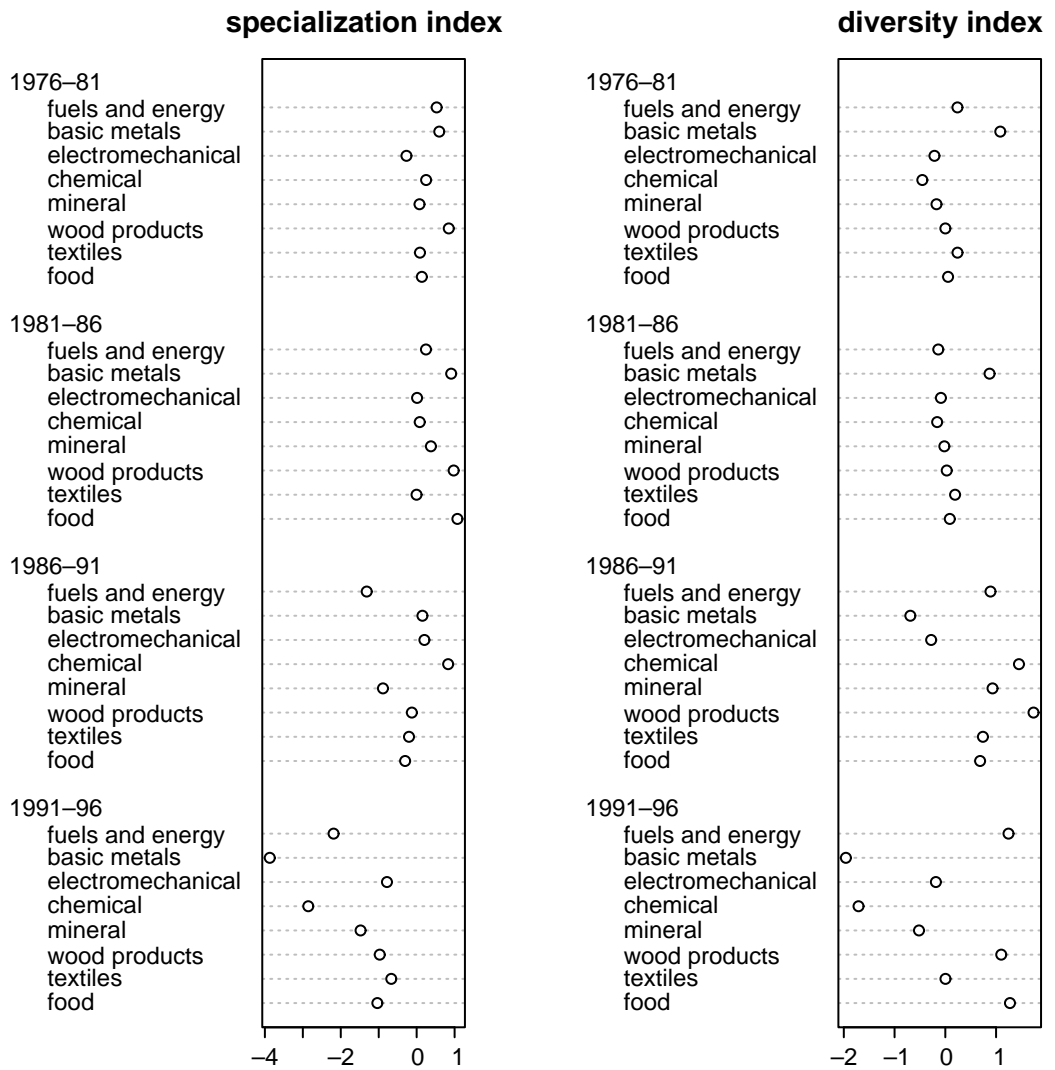 specialization index
1976–81
fuels and energy
basic metals
electromechanical
chemical
mineral
wood products
textiles
food
1981–86
fuels and energy
basic metals
electromechanical
chemical
mineral
wood products
textiles
food
1986–91
fuels and energy
basic metals
electromechanical
chemical
mineral
wood products
textiles
food
1991–96
fuels and energy
basic metals
electromechanical
chemical
mineral
wood products
textiles
food
−4 −2 0 1
diversity index
1976–81
fuels and energy
basic metals
electromechanical
chemical
mineral
wood products
textiles
food
1981–86
fuels and energy
basic metals
electromechanical
chemical
mineral
wood products
textiles
food
1986–91
fuels and energy
basic metals
electromechanical
chemical
mineral
wood products
textiles
food
1991–96
fuels and energy
basic metals
electromechanical
chemical
mineral
wood products
textiles
food
−2 −1 0 1